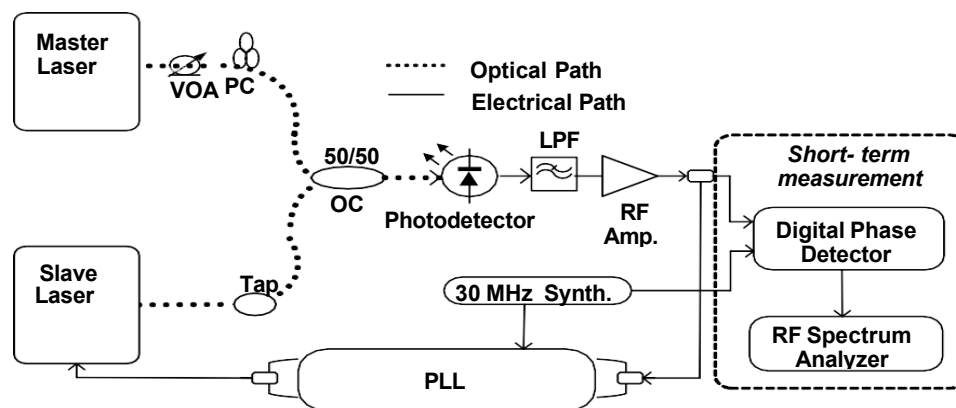 Master
Laser
VOA
PC
Optical Path
Electrical Path
50/50
OC
Photodetector
LPF
RF
Amp.
Short- term
measurement
Digital Phase
Detector
RF Spectrum
Analyzer
Slave
Laser
Tap
30 MHz Synth.
PLL